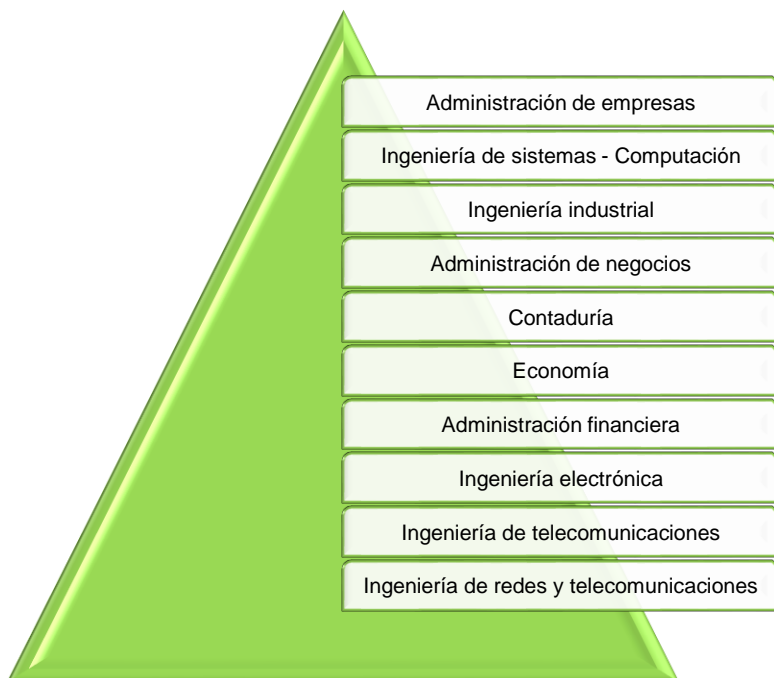 Administración de empresas
Ingeniería de sistemas - Computación
Ingeniería industrial
Administración de negocios
Contaduría
Economía
Administración financiera
Ingeniería electrónica
Ingeniería de telecomunicaciones
Ingeniería de redes y telecomunicaciones